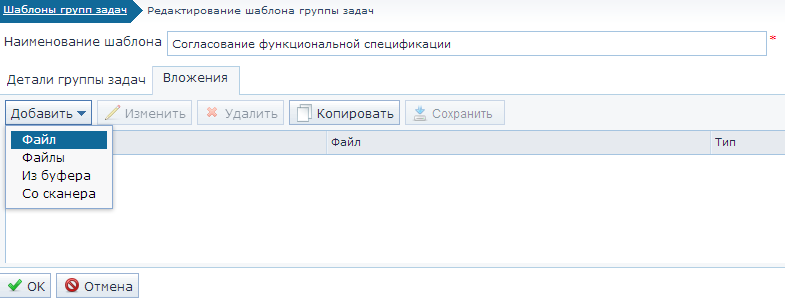 Шаблоны групп задач Редактирование шаблона группы задач
Наименование шаблона Согласование функциональной спецификации *
Детали группы задач Вложения
Добавить Изменить Удалить Копировать Сохранить
Файл Тип
Файл
Файлы
Из буфера
Со сканера
OK Отмена